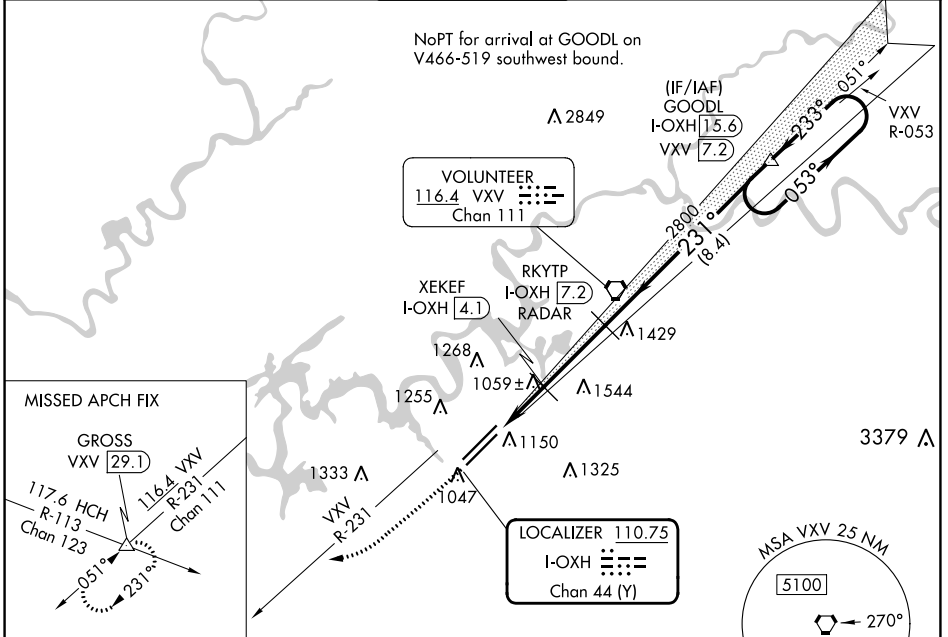 NoPT for arrival at GOODL on
V466-519 southwest bound.
(IF/IAF)
GOODL
I-OXH 15.6
VXV 7.2
233°
051°
VXV
R-053
053°
2849
VOLUNTEER
116.4 VXV
Chan 111
2800
231°
(8.4)
XEKEF
I-OXH 4.1
RKYTP
I-OXH 7.2
RADAR
1429
1268
1059±
1544
1255
1150
3379
1333
1325
1047
VXV
R-231
MISSED APCH FIX
GROSS
VXV 29.1
117.6 HCH
R-113
Chan 123
116.4 VXV
R-231
Chan 111
051°
231°
LOCALIZER 110.75
I-OXH
Chan 44 (Y)
MSA VXV 25 NM
5100
270°